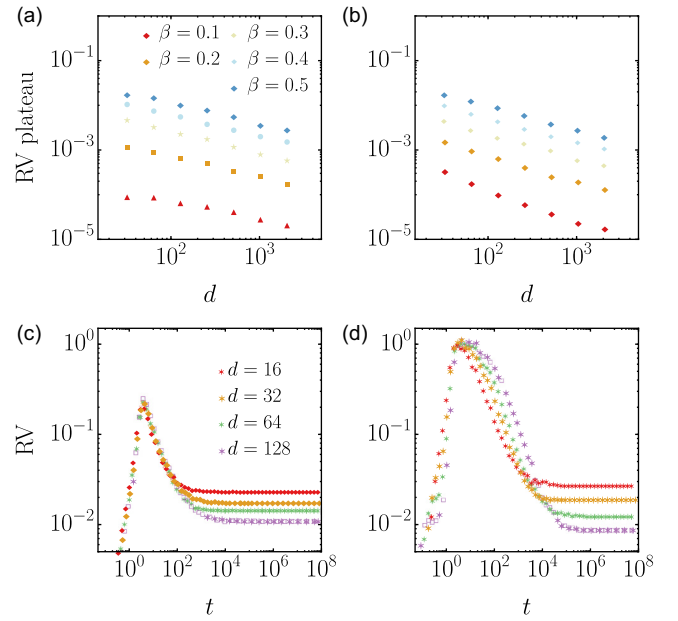 (a)
(b)
10^{-1}
10^{-3}
10^{-5}
RV plateau
β = 0.1
β = 0.2
β = 0.3
β = 0.4
β = 0.5
10^{2}
10^{3}
d
10^{-1}
10^{-3}
10^{-5}
10^{2}
10^{3}
d
(c)
(d)
10^{0}
10^{-1}
10^{-2}
RV
d = 16
d = 32
d = 64
d = 128
10^{0}
10^{2}
10^{4}
10^{6}
10^{8}
t
10^{0}
10^{-1}
10^{-2}
10^{0}
10^{2}
10^{4}
10^{6}
10^{8}
t